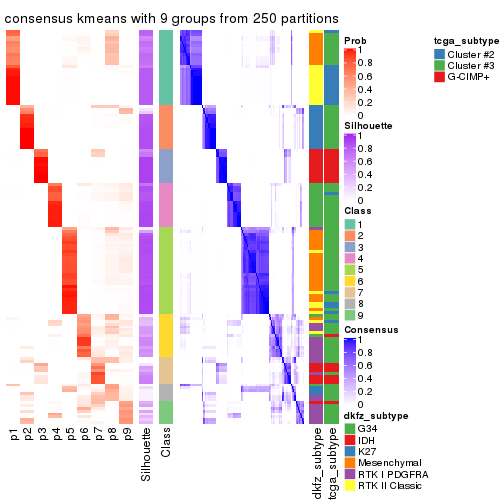 consensus kmeans with 9 groups from 250 partitions
Prob
1
0.8
0.6
0.4
0.2
0
Silhouette
1
0.8
0.6
0.4
0.2
0
Class
1
2
3
4
5
6
7
8
9
Consensus
1
0.8
0.6
0.4
0.2
0
dkfz_subtype
G34
IDH
K27
Mesenchymal
RTK I PDGFRA
RTK II Classic
tcga_subtype
Cluster #2
Cluster #3
G-CIMP+
p1
p2
p3
p4
p5
p6
p7
p8
p9
Silhouette
Class
dkfz_subtype
tcga_subtype